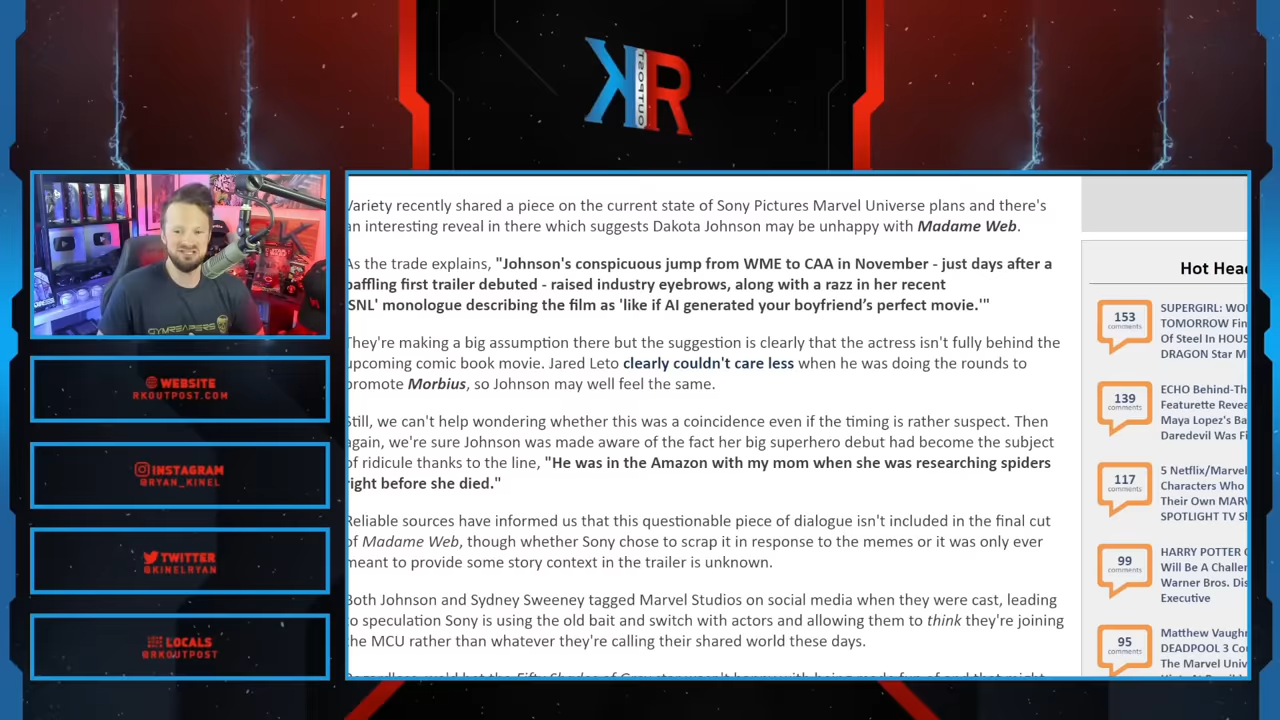 K OUTPOST R
Variety recently shared a piece on the current state of Sony Pictures Marvel Universe plans and there's
an interesting reveal in there which suggests Dakota Johnson may be unhappy with Madame Web.
As the trade explains, "Johnson's conspicuous jump from WME to CAA in November - just days after a
baffling first trailer debuted - raised industry eyebrows, along with a razz in her recent
'SNL' monologue describing the film as 'like if AI generated your boyfriend's perfect movie.'"
They're making a big assumption there but the suggestion is clearly that the actress isn't fully behind the
upcoming comic book movie. Jared Leto clearly couldn't care less when he was doing the rounds to
promote Morbius, so Johnson may well feel the same.
Still, we can't help wondering whether this was a coincidence even if the timing is rather suspect. Then
again, we're sure Johnson was made aware of the fact her big superhero debut had become the subject
of ridicule thanks to the line, "He was in the Amazon with my mom when she was researching spiders
right before she died."
Reliable sources have informed us that this questionable piece of dialogue isn't included in the final cut
of Madame Web, though whether Sony chose to scrap it in response to the memes or it was only ever
meant to provide some story context in the trailer is unknown.
Both Johnson and Sydney Sweeney tagged Marvel Studios on social media when they were cast, leading
to speculation Sony is using the old bait and switch with actors and allowing them to think they're joining
the MCU rather than whatever they're calling their shared world these days.
Hot Head
153
comments
SUPERGIRL: WO
TOMORROW Fin
Of Steel In HOUS
DRAGON Star M
139
comments
ECHO Behind-Th
Featurette Revea
Maya Lopez's Ba
Daredevil Was Fi
117
comments
5 Netflix/Marvel
Characters Who
Their Own MAR
SPOTLIGHT TV S
99
comments
HARRY POTTER
Will Be A Challer
Warner Bros. Dis
Executive
95
comments
Matthew Vaughn
DEADPOOL 3 Co
The Marvel Univ
GYMREAPERS
WEBSITE
RKOUTPOST.COM
INSTAGRAM
@RYAN_KINEL
TWITTER
@KINELRYAN
LOCALS
@RKOUTPOST